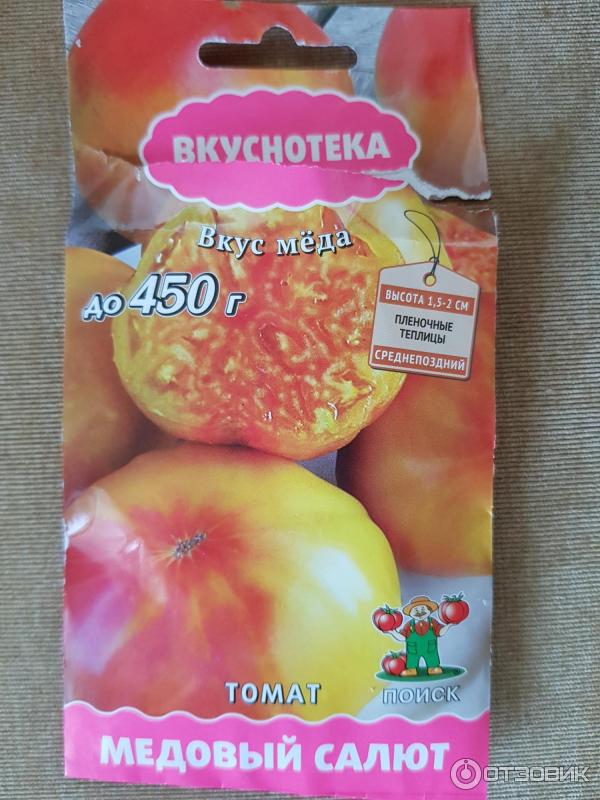 ВКУСНОТЕКА
Вкус мёда
до 450 г
ВЫСОТА 1,5-2 СМ
ПЛЕНОЧНЫЕ
ТЕПЛИЦЫ
СРЕДНЕПОЗДНИЙ
ТОМАТ
ПОИСК
МЕДОВЫЙ САЛЮТ
ОТЗОВИК